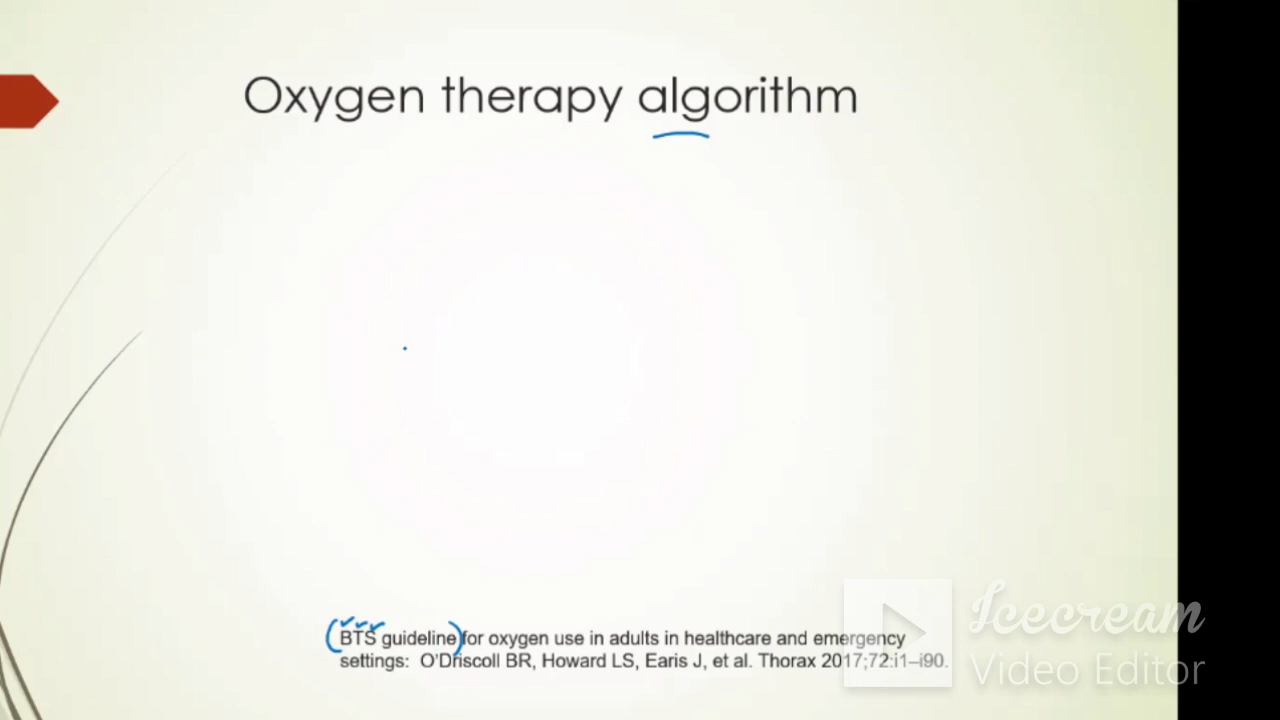 Oxygen therapy algorithm
BTS guideline for oxygen use in adults in healthcare and emergency
settings: O'Driscoll BR, Howard LS, Earis J, et al. Thorax 2017;72:i1–i90.
Icecream
Video Editor